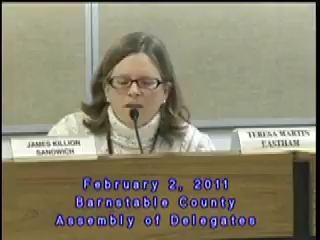 JAMES KILLION
SANDWICH
TERESA MARTIN
EASTHAM
February 2, 2011
Barnstable County
Assembly of Delegates